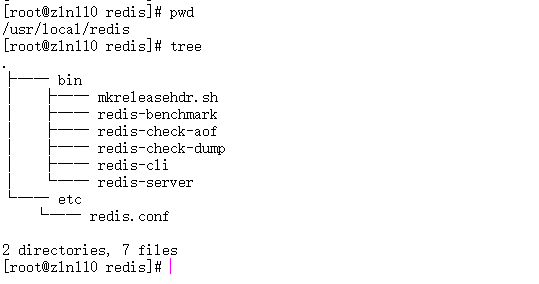 [root@zln110 redis]# pwd
/usr/local/redis
[root@zln110 redis]# tree
.
├── bin
│   ├── mkreleasehdr.sh
│   ├── redis-benchmark
│   ├── redis-check-aof
│   ├── redis-check-dump
│   ├── redis-cli
│   └── redis-server
└── etc
    └── redis.conf

2 directories, 7 files
[root@zln110 redis]#